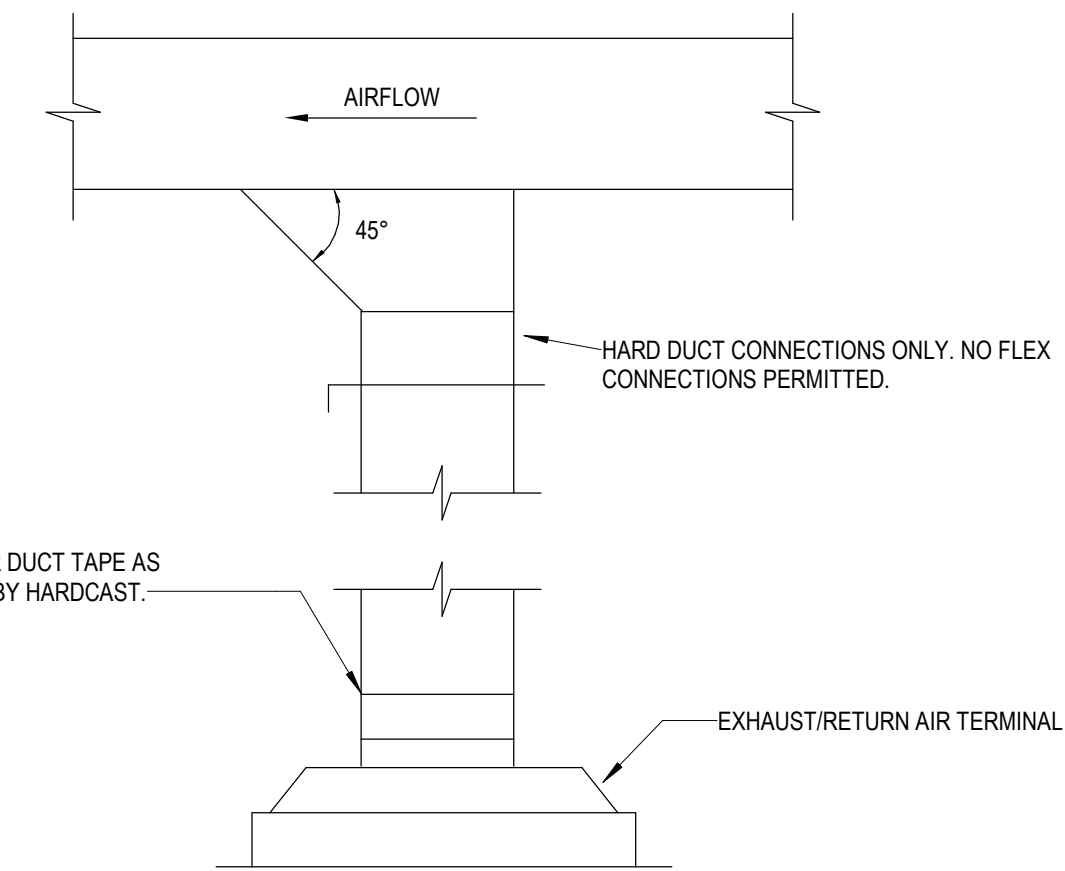 AIRFLOW
45°
HARD DUCT CONNECTIONS ONLY. NO FLEX
CONNECTIONS PERMITTED.
DUCT TAPE AS
BY HARDCAST.
EXHAUST/RETURN AIR TERMINAL